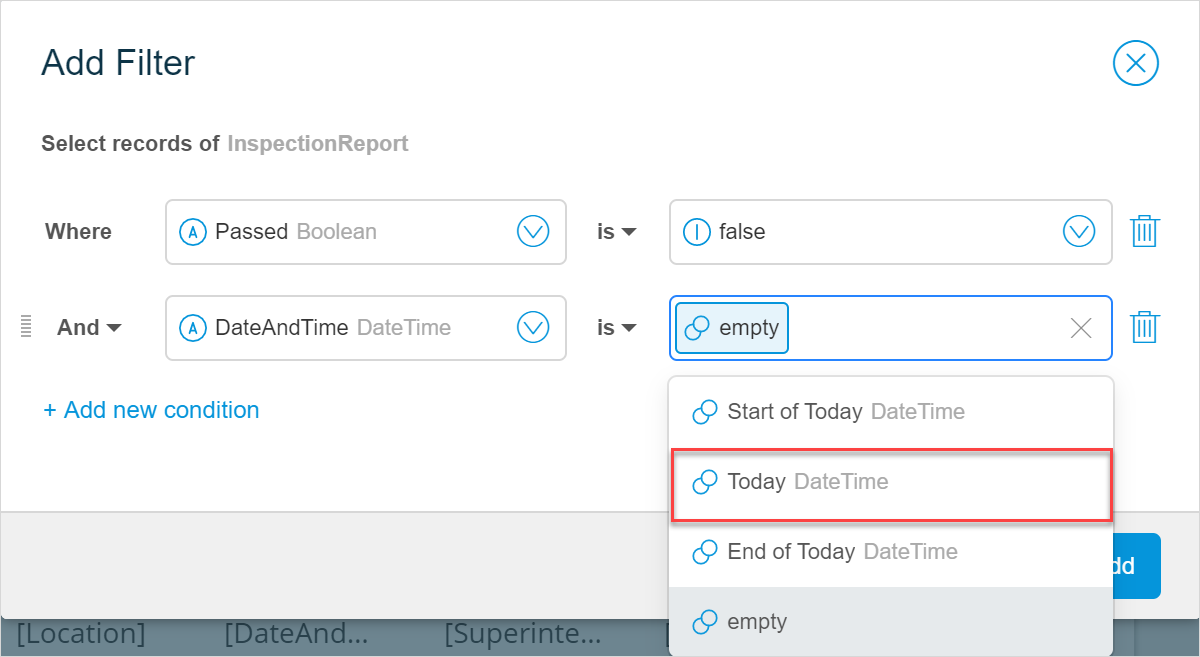 Add Filter
Select records of InspectionReport
Where A Passed Boolean is false
And A DateAndTime DateTime is empty
+ Add new condition
Start of Today DateTime
Today DateTime
End of Today DateTime
empty
[Location] [DateAnd... [Superinte...